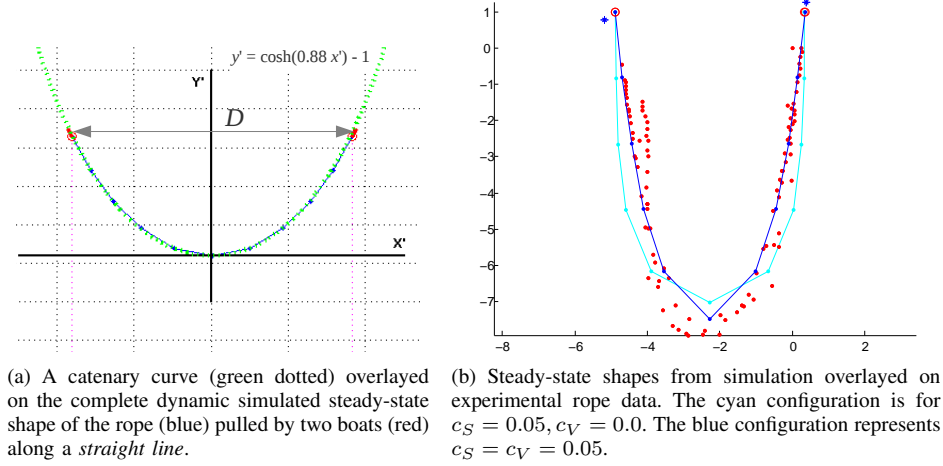 y' = cosh(0.88 x') - 1
Y'
D
X'
1
0
−1
−2
−3
−4
−5
−6
−7
−8
−6
−4
−2
0
2
(a) A catenary curve (green dotted) overlayed
on the complete dynamic simulated steady-state
shape of the rope (blue) pulled by two boats (red)
along a straight line.
(b) Steady-state shapes from simulation overlayed on
experimental rope data. The cyan configuration is for
c_S = 0.05, c_V = 0.0. The blue configuration represents
c_S = c_V = 0.05.